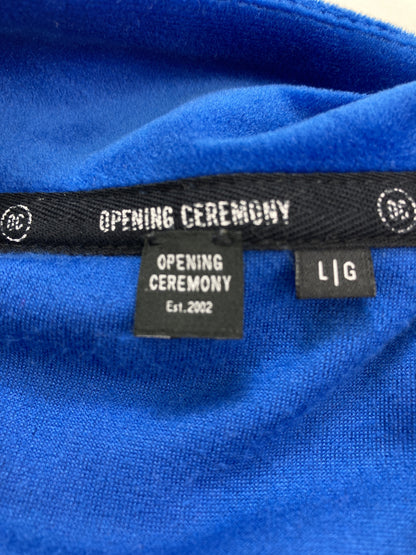 OC OPENING CEREMONY OC
OPENING
CEREMONY
Est.2002
L|G